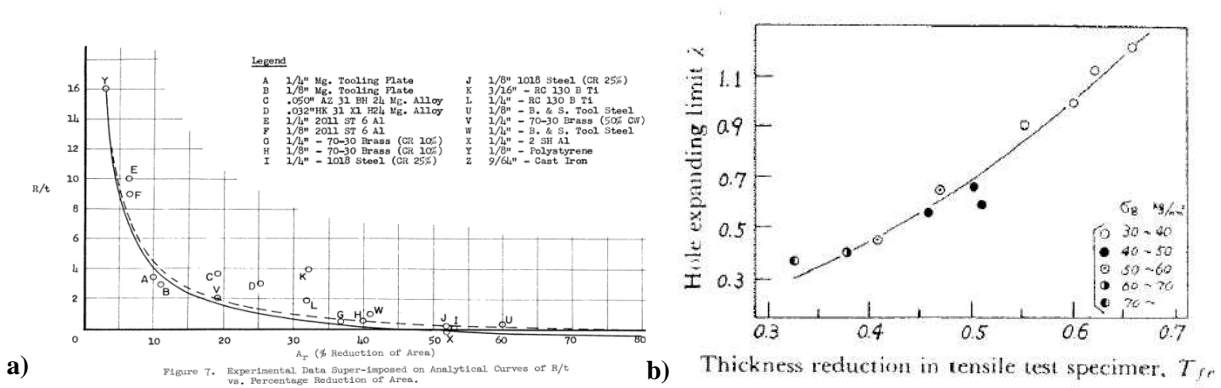 Legend
A 1/4" Mg. Tooling Plate
B 1/8" Mg. Tooling Plate
C .050" AZ 31 BH 24 Mg. Alloy
D .032"HK 31 X1 H24 Mg. Alloy
E 1/4" 2011 ST 6 Al
F 1/8" 2011 ST 6 Al
G 1/4" - 70-30 Brass (CR 10%)
H 1/8" - 70-30 Brass (CR 10%)
I 1/4" - 1018 Steel (CR 25%)
J 1/8" 1018 Steel (CR 25%)
K 3/16" - RC 130 B Ti
L 1/4" - RC 130 B Ti
U 1/8" - B. & S. Tool Steel
V 1/4" - 70-30 Brass (50% CW)
W 1/4" - B. & S. Tool Steel
X 1/4" - 2 SH Al
Y 1/8" - Polystyrene
Z 9/64" - Cast Iron
R/t
16
14
12
10
8
6
4
2
0
Y
E
F
A
B
C
V
D
K
L
G
H
W
J
I
X
U
0 10 20 30 40 50 60 70 80
Ar (% Reduction of Area)
Figure 7. Experimental Data Super-imposed on Analytical Curves of R/t
vs. Percentage Reduction of Area.
a)
Hole expanding limit λ
1.1
0.9
0.7
0.5
0.3
σB kg/mm²
30 ~ 40
40 ~ 50
50 ~ 60
60 ~ 70
70 ~
0.3 0.4 0.5 0.6 0.7
Thickness reduction in tensile test specimer, Tfr
b)